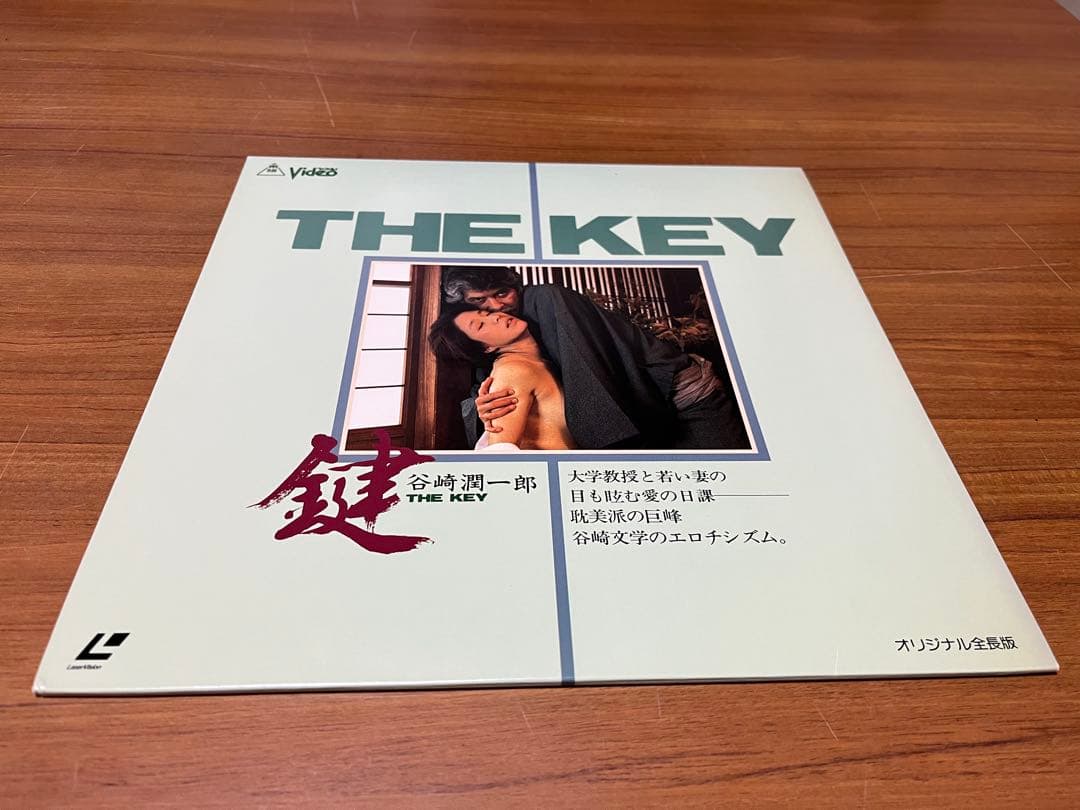 Video
THE KEY
鍵
谷崎潤一郎
THE KEY
大学教授と若い妻の
目も眩む愛の日課――
耽美派の巨峰
谷崎文学のエロチシズム。
LaserVision
オリジナル全長版